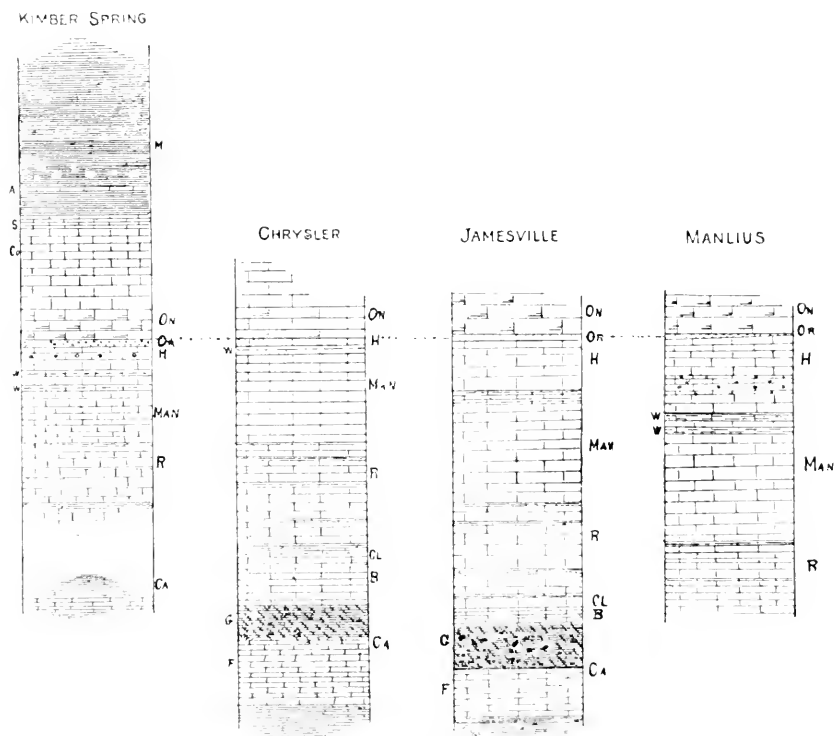 KIMBER SPRING
M
A
S
Co
ON
OR
H
W
W
MAN
R
CA
CHRYSLER
ON
H
W
MAN
R
CL
B
G
CA
F
JAMESVILLE
ON
OR
H
MAN
R
CL
B
G
CA
F
MANLIUS
ON
OR
H
W
W
MAN
R